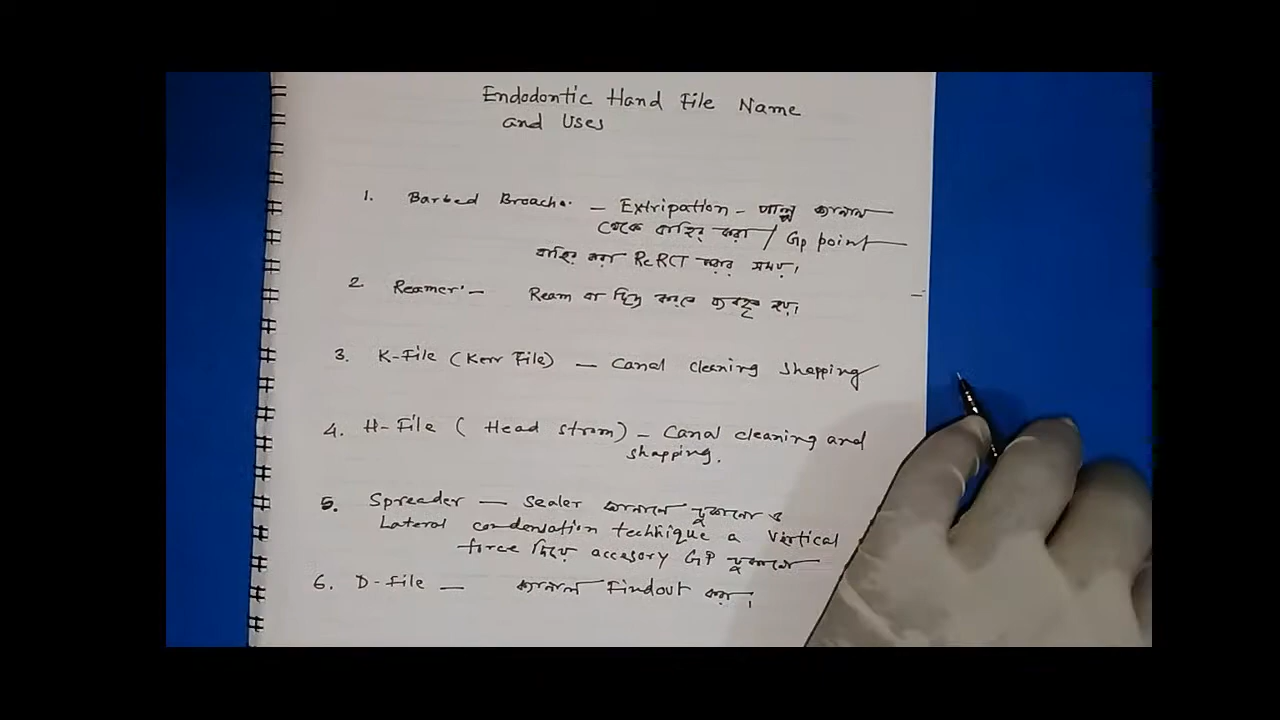 Endodontic Hand File Name
and Uses
1. Barbed Broach. – Extripation – পাল্প ক্যানাল
থেকে বাহির করা / Gp point
বাহির করা ReRCT করার সময়।
2 Reamer – Ream বা ছিদ্র করতে ব্যবহৃত হয়।
3. K-File (Kerr File) – Canal cleaning shapping
4. H-File ( Head strom) – Canal cleaning and
shapping.
5. Spreader – Sealer ক্যানালে ঢুকানো ও
Lateral condensation technique a Virtical
force দিয়ে accesory GP ঢুকানো
6. D-file – ক্যানাল Findout করা।